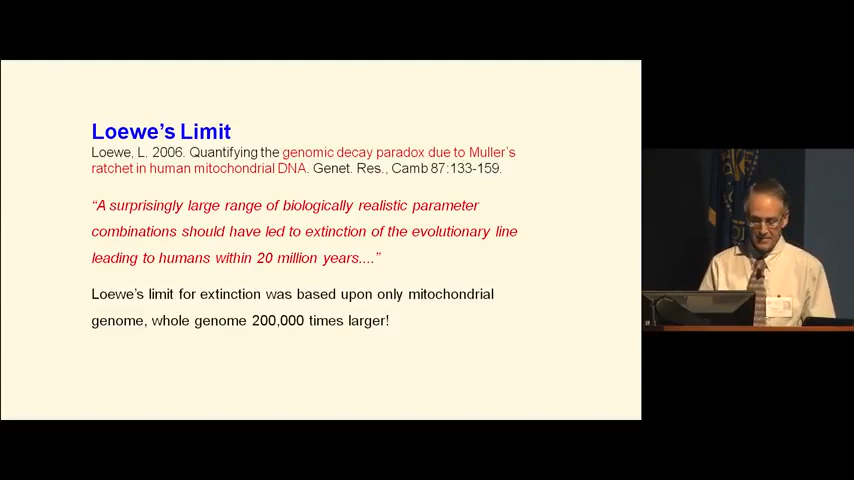 Loewe's Limit
Loewe, L. 2006. Quantifying the genomic decay paradox due to Muller's
ratchet in human mitochondrial DNA. Genet. Res., Camb 87:133-159.
"A surprisingly large range of biologically realistic parameter
combinations should have led to extinction of the evolutionary line
leading to humans within 20 million years...."
Loewe's limit for extinction was based upon only mitochondrial
genome, whole genome 200,000 times larger!